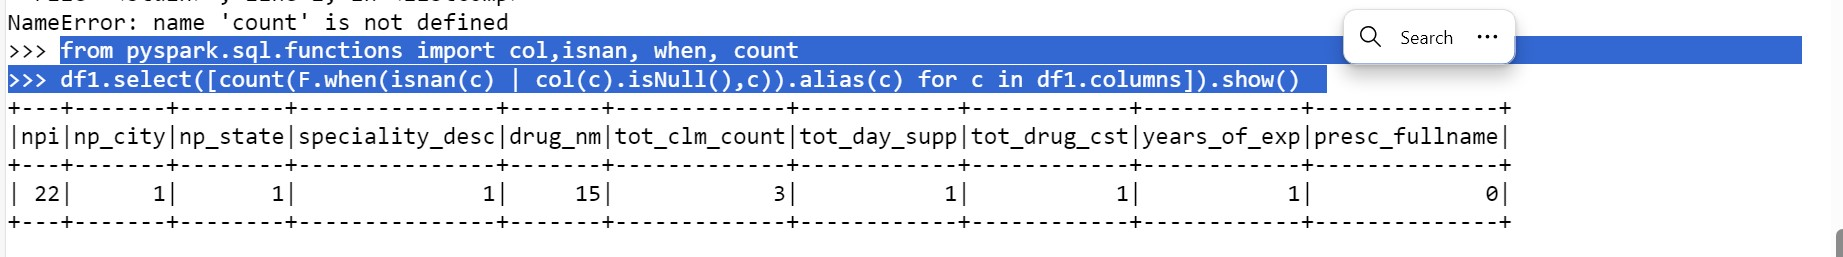 NameError: name 'count' is not defined
>>> from pyspark.sql.functions import col,isnan, when, count
Search ...
>>> df1.select([count(F.when(isnan(c) | col(c).isNull(),c)).alias(c) for c in df1.columns]).show()
+---+-------+--------+---------------+-------+-------------+------------+------------+------------+--------------+
|npi|np_city|np_state|speciality_desc|drug_nm|tot_clm_count|tot_day_supp|tot_drug_cst|years_of_exp|presc_fullname|
+---+-------+--------+---------------+-------+-------------+------------+------------+------------+--------------+
| 22|      1|       1|              1|     15|            3|           1|           1|           1|             0|
+---+-------+--------+---------------+-------+-------------+------------+------------+------------+--------------+